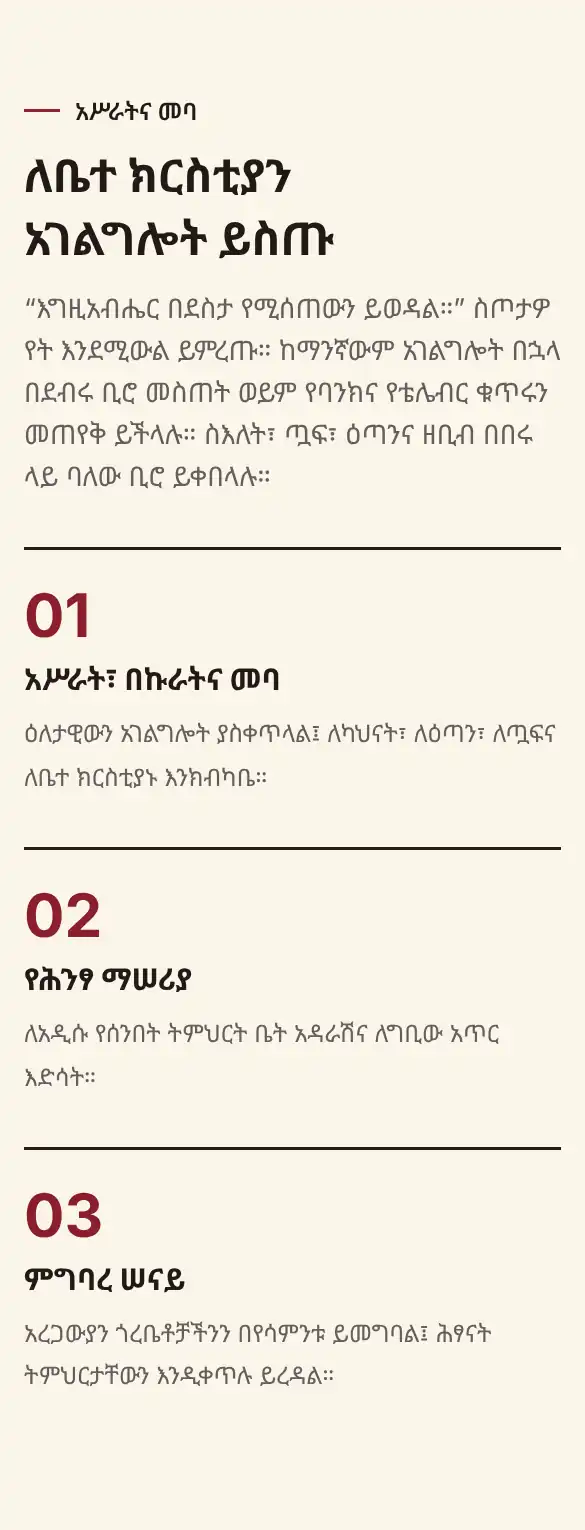 አሥራትና መባ
ለቤተ ክርስቲያን
አገልግሎት ይስጡ
“እግዚአብሔር በደስታ የሚሰጠውን ይወዳል።” ስጦታዎ
የት እንደሚውል ይምረጡ። ከማንኛውም አገልግሎት በኋላ
በደብሩ ቢሮ መስጠት ወይም የባንክና የቴሌብር ቁጥሩን
መጠየቅ ይችላሉ። ስእለት፣ ጧፍ፣ ዕጣንና ዘቢብ በበሩ
ላይ ባለው ቢሮ ይቀበላሉ።
01
አሥራት፣ በኩራትና መባ
ዕለታዊውን አገልግሎት ያስቀጥላል፤ ለካህናት፣ ለዕጣን፣ ለጧፍና
ለቤተ ክርስቲያኑ እንክብካቤ።
02
የሕንፃ ማሠሪያ
ለአዲሱ የሰንበት ትምህርት ቤት አዳራሽና ለግቢው አጥር
እድሳት።
03
ምግባረ ሠናይ
አረጋውያን ጎረቤቶቻችንን በየሳምንቱ ይመግባል፤ ሕፃናት
ትምህርታቸውን እንዲቀጥሉ ይረዳል።